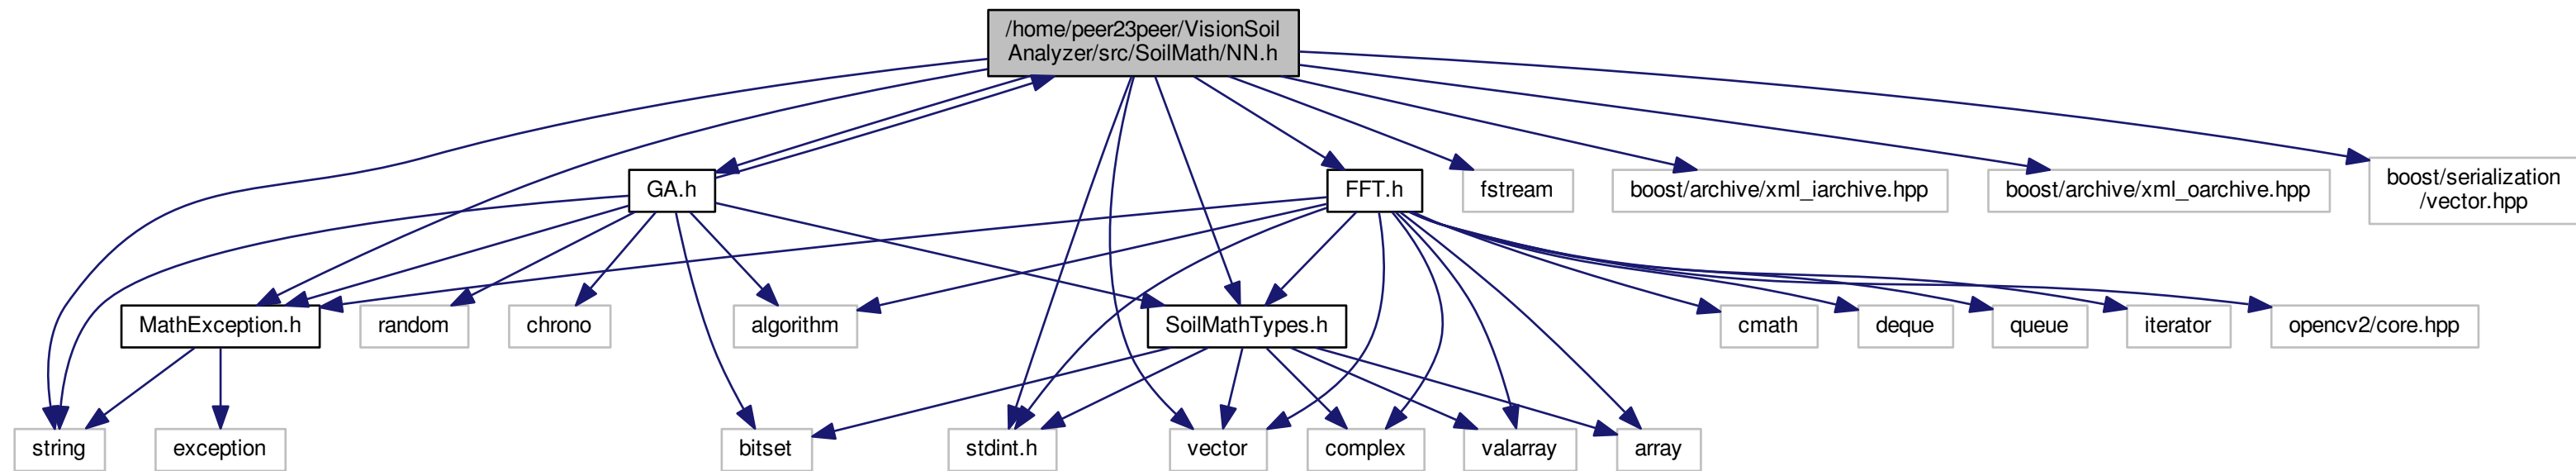 /home/peer23peer/VisionSoil
Analyzer/src/SoilMath/NN.h
GA.h
FFT.h
fstream
boost/archive/xml_iarchive.hpp
boost/archive/xml_oarchive.hpp
boost/serialization
/vector.hpp
MathException.h
random
chrono
algorithm
SoilMathTypes.h
cmath
deque
queue
iterator
opencv2/core.hpp
string
exception
bitset
stdint.h
vector
complex
valarray
array